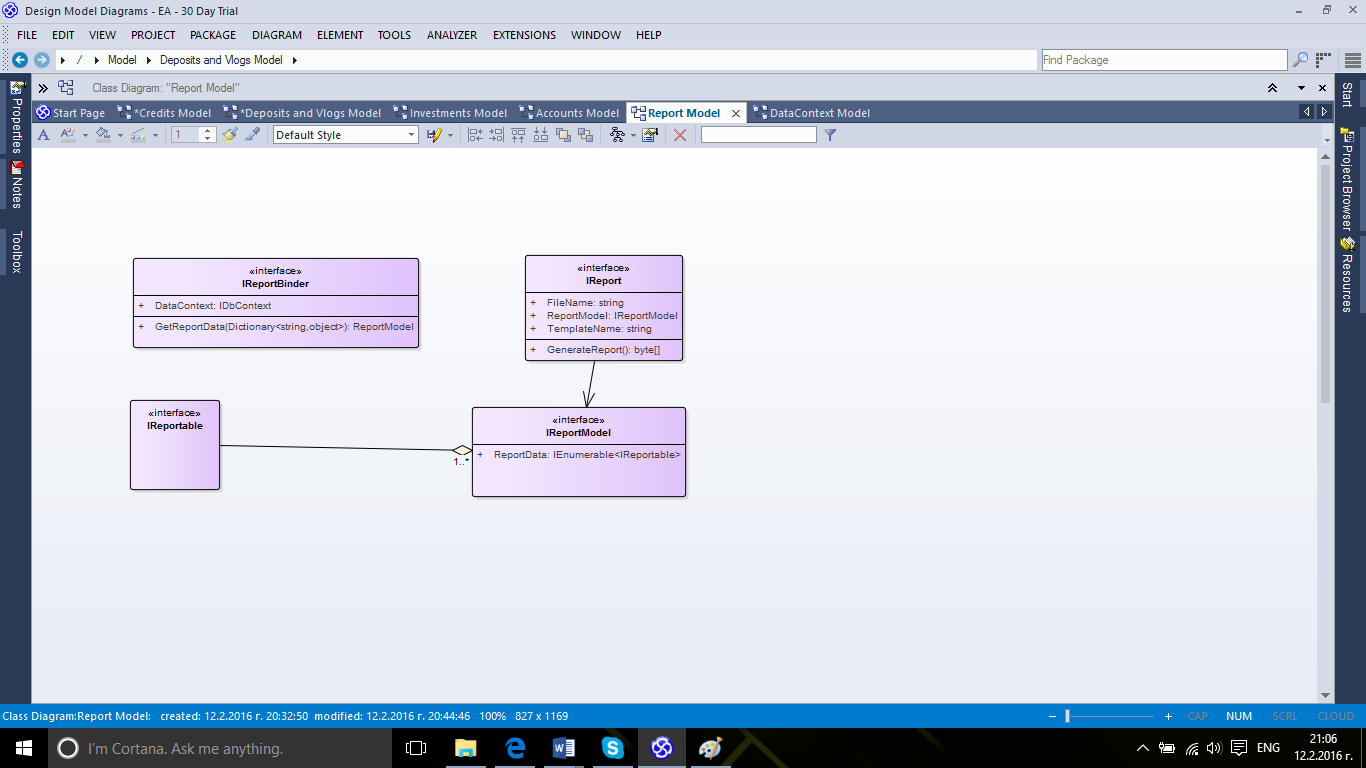 Design Model Diagrams - EA - 30 Day Trial
FILE EDIT VIEW PROJECT PACKAGE DIAGRAM ELEMENT TOOLS ANALYZER EXTENSIONS WINDOW HELP
/ Model Deposits and Vlogs Model
Find Package
Class Diagram: "Report Model"
Start Page *Credits Model *Deposits and Vlogs Model Investments Model Accounts Model Report Model DataContext Model
1 Default Style
Properties
Notes
Toolbox
«interface»
IReportBinder
+ DataContext: IDbContext
+ GetReportData(Dictionary<string,object>): ReportModel
«interface»
IReport
+ FileName: string
+ ReportModel: IReportModel
+ TemplateName: string
+ GenerateReport(): byte[]
«interface»
IReportable
1..*
«interface»
IReportModel
+ ReportData: IEnumerable<IReportable>
Start
Project Browser
Resources
Class Diagram:Report Model: created: 12.2.2016 г. 20:32:50 modified: 12.2.2016 г. 20:44:46 100% 827 x 1169
CAP NUM SCRL CLOUD
I'm Cortana. Ask me anything.
ENG
21:06
12.2.2016 г.